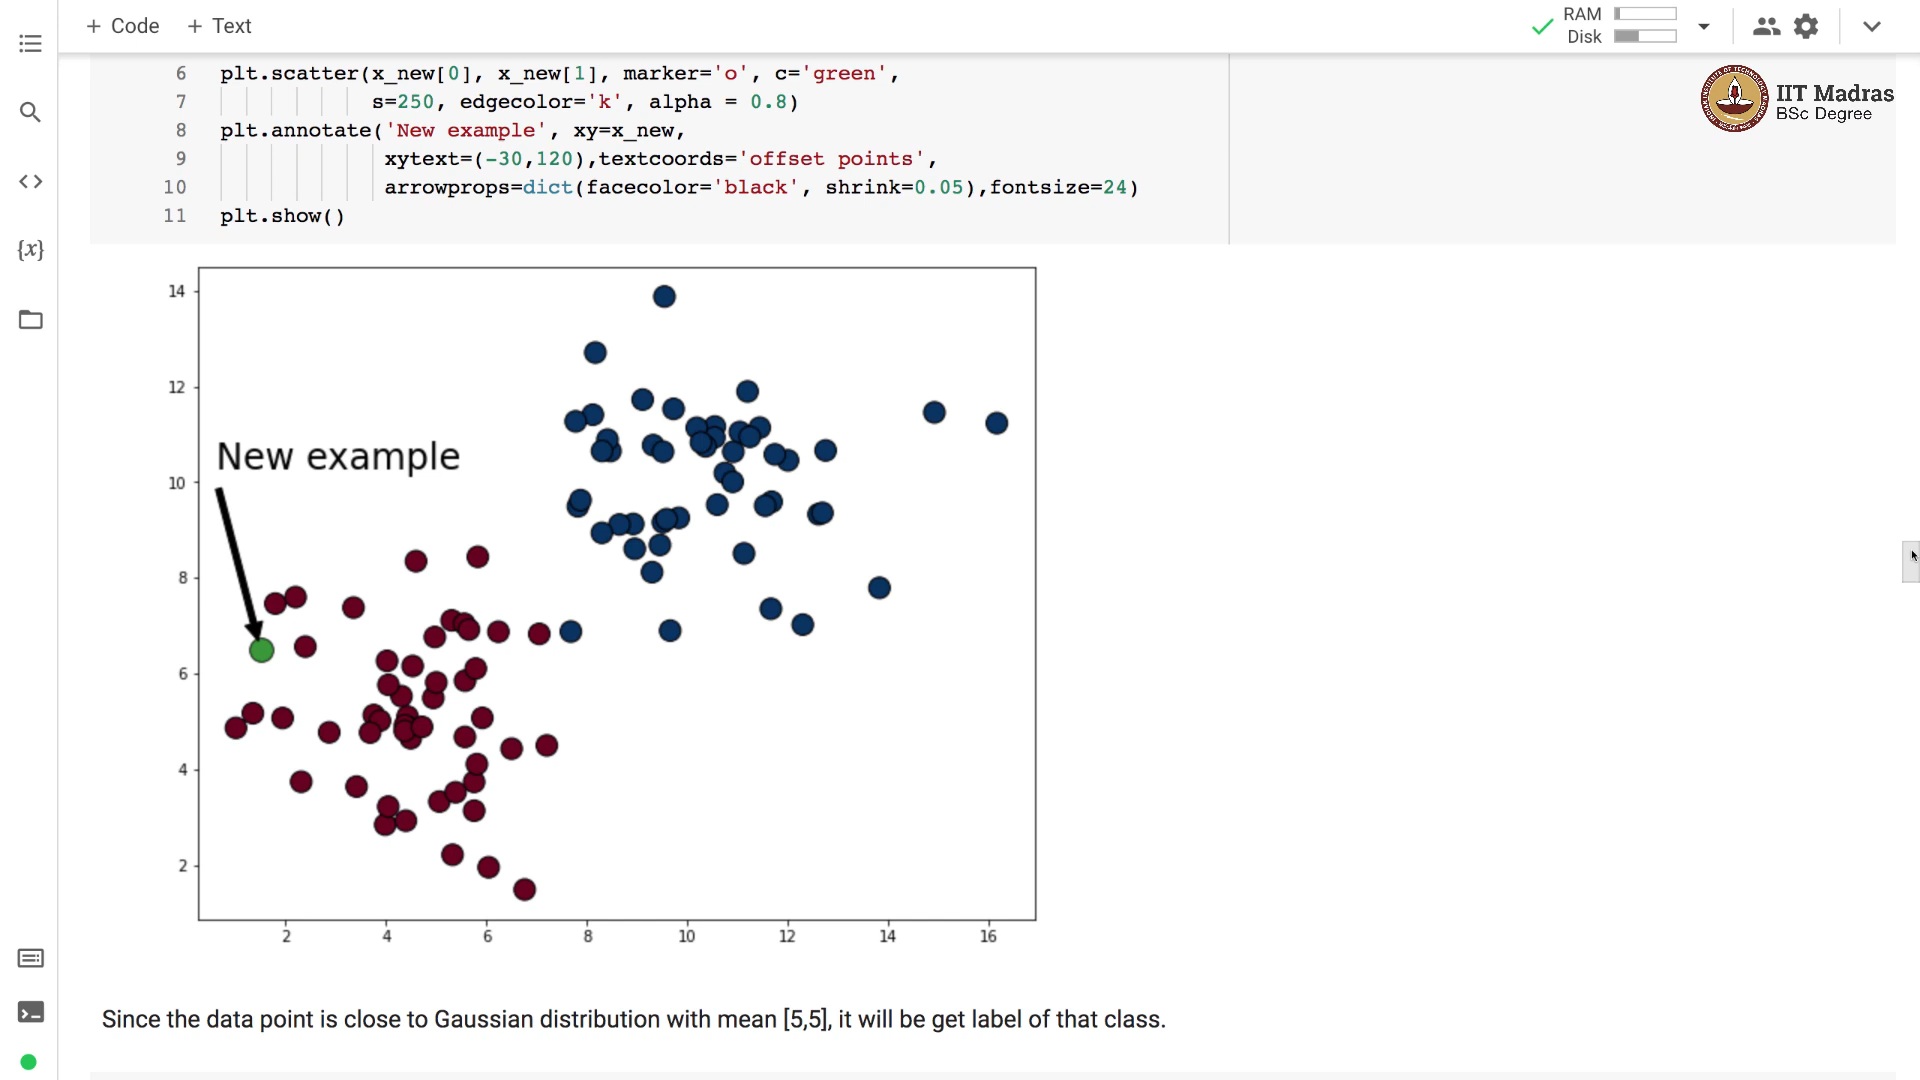 + Code + Text
RAM
Disk
IIT Madras
BSc Degree
6 plt.scatter(x_new[0], x_new[1], marker='o', c='green',
7 s=250, edgecolor='k', alpha = 0.8)
8 plt.annotate('New example', xy=x_new,
9 xytext=(-30,120),textcoords='offset points',
10 arrowprops=dict(facecolor='black', shrink=0.05),fontsize=24)
11 plt.show()
{x}
14
12
New example
10
8
6
4
2
2 4 6 8 10 12 14 16
Since the data point is close to Gaussian distribution with mean [5,5], it will be get label of that class.